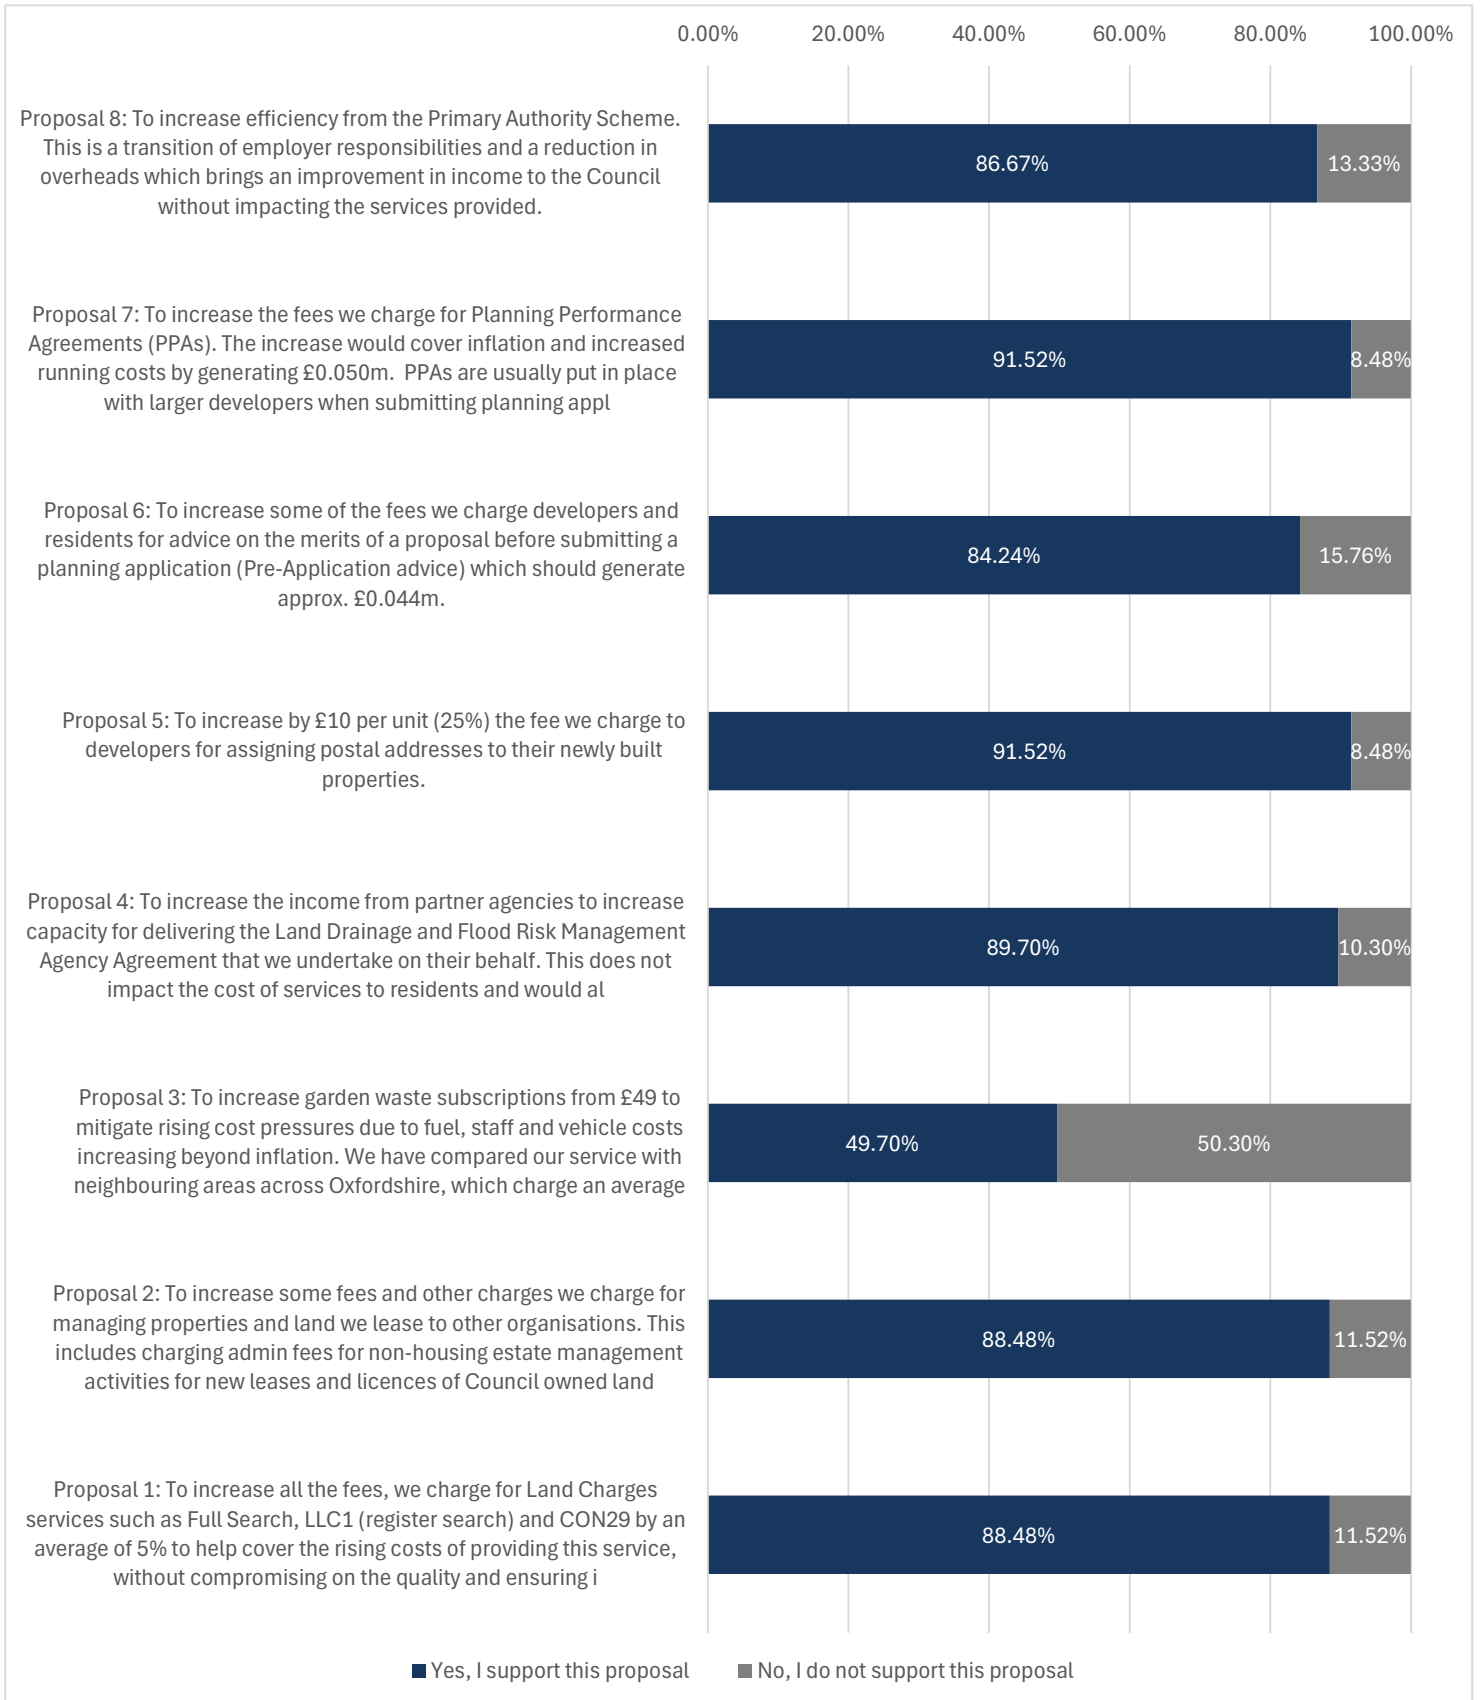 0.00% 20.00% 40.00% 60.00% 80.00% 100.00%
Proposal 8: To increase efficiency from the Primary Authority Scheme.
This is a transition of employer responsibilities and a reduction in
overheads which brings an improvement in income to the Council
without impacting the services provided.
86.67% 13.33%
Proposal 7: To increase the fees we charge for Planning Performance
Agreements (PPAs). The increase would cover inflation and increased
running costs by generating £0.050m. PPAs are usually put in place
with larger developers when submitting planning appl
91.52% 8.48%
Proposal 6: To increase some of the fees we charge developers and
residents for advice on the merits of a proposal before submitting a
planning application (Pre-Application advice) which should generate
approx. £0.044m.
84.24% 15.76%
Proposal 5: To increase by £10 per unit (25%) the fee we charge to
developers for assigning postal addresses to their newly built
properties.
91.52% 8.48%
Proposal 4: To increase the income from partner agencies to increase
capacity for delivering the Land Drainage and Flood Risk Management
Agency Agreement that we undertake on their behalf. This does not
impact the cost of services to residents and would al
89.70% 10.30%
Proposal 3: To increase garden waste subscriptions from £49 to
mitigate rising cost pressures due to fuel, staff and vehicle costs
increasing beyond inflation. We have compared our service with
neighbouring areas across Oxfordshire, which charge an average
49.70% 50.30%
Proposal 2: To increase some fees and other charges we charge for
managing properties and land we lease to other organisations. This
includes charging admin fees for non-housing estate management
activities for new leases and licences of Council owned land
88.48% 11.52%
Proposal 1: To increase all the fees, we charge for Land Charges
services such as Full Search, LLC1 (register search) and CON29 by an
average of 5% to help cover the rising costs of providing this service,
without compromising on the quality and ensuring i
88.48% 11.52%
Yes, I support this proposal No, I do not support this proposal